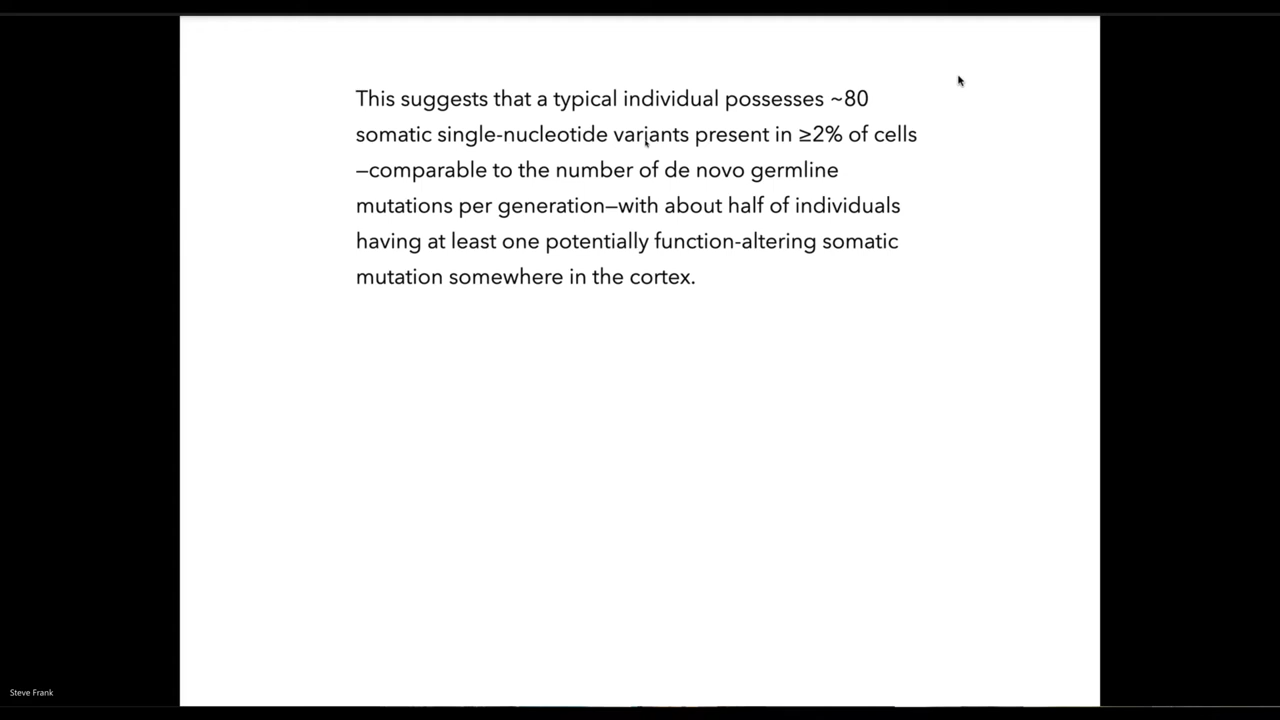 This suggests that a typical individual possesses ~80
somatic single-nucleotide variants present in ≥2% of cells
—comparable to the number of de novo germline
mutations per generation—with about half of individuals
having at least one potentially function-altering somatic
mutation somewhere in the cortex.
Steve Frank